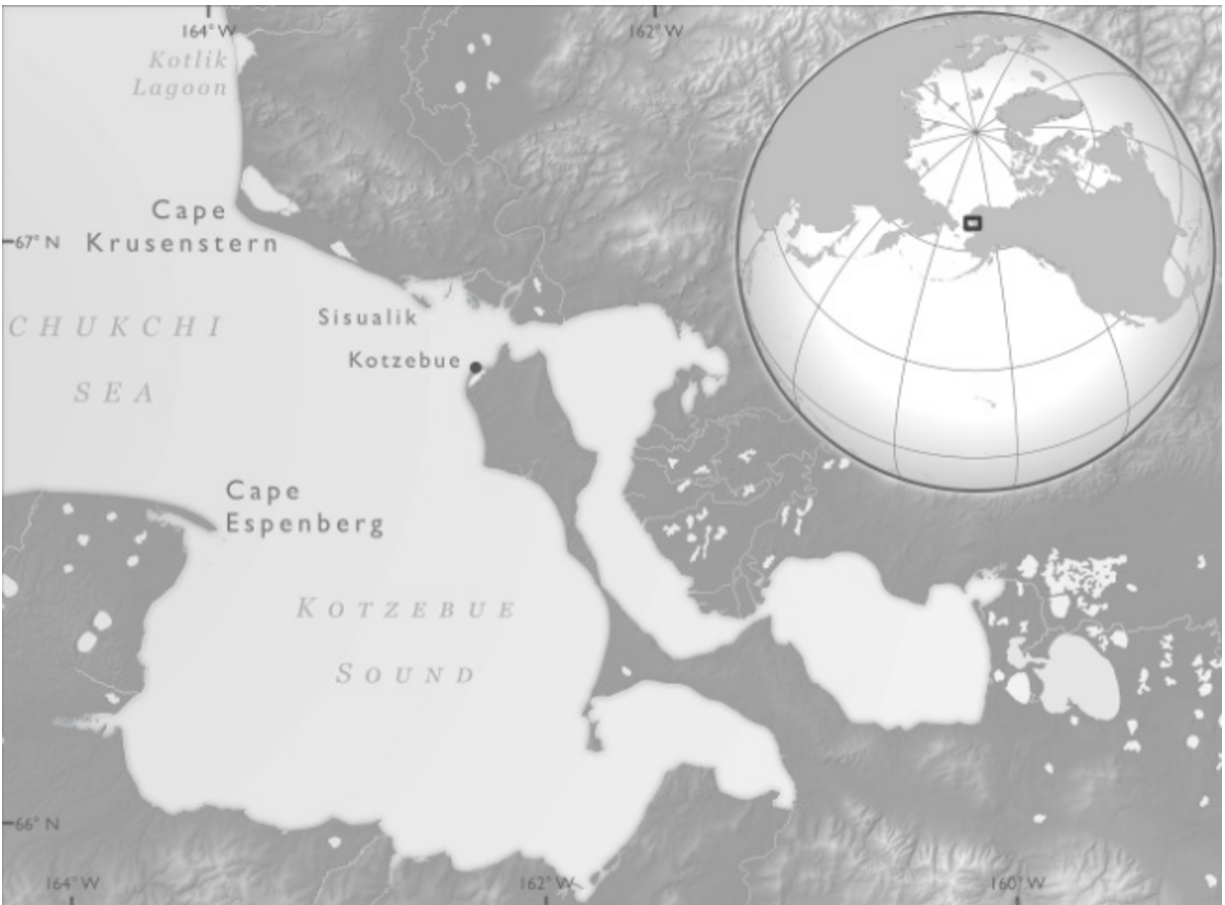 164° W
162° W
Kotlik
Lagoon
Cape
Krusenstern
67° N
CHUKCHI
SEA
Sisualik
Kotzebue
Cape
Espenberg
KOTZEBUE
SOUND
66° N
164° W
162° W
160° W